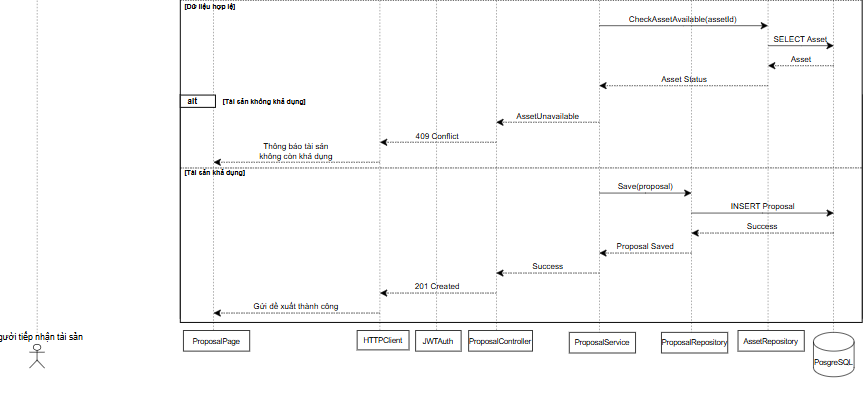 [Dữ liệu hợp lệ]
CheckAssetAvailable(assetId)
SELECT Asset
Asset
Asset Status
alt
[Tài sản không khả dụng]
AssetUnavailable
409 Conflict
Thông báo tài sản
không còn khả dụng
[Tài sản khả dụng]
Save(proposal)
INSERT Proposal
Success
Proposal Saved
Success
201 Created
Gửi đề xuất thành công
gười tiếp nhận tài sản
ProposalPage
HTTPClient
JWTAuth
ProposalController
ProposalService
ProposalRepository
AssetRepository
PosgreSQL